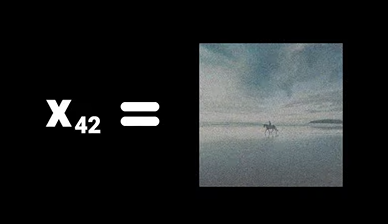 x₄₂ =